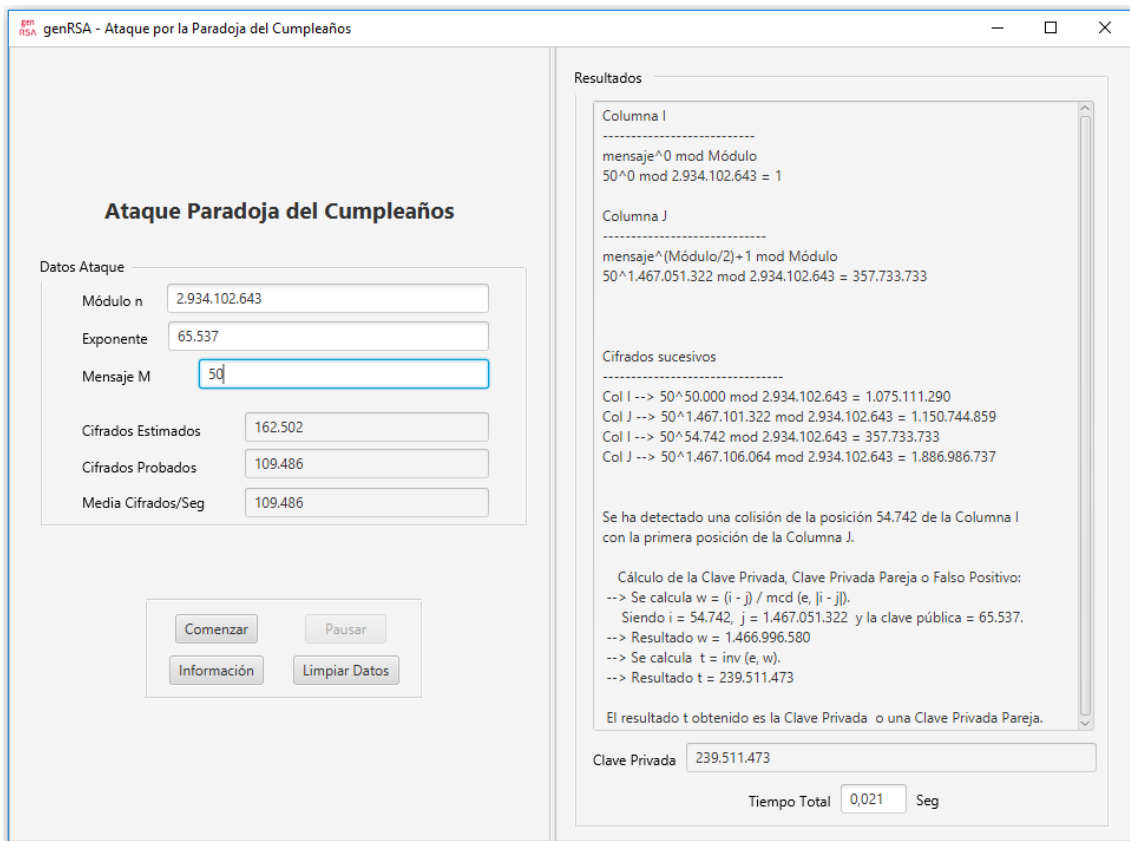 gen RSA genRSA - Ataque por la Paradoja del Cumpleaños
Ataque Paradoja del Cumpleaños
Datos Ataque
Módulo n 2.934.102.643
Exponente 65.537
Mensaje M 50
Cifrados Estimados 162.502
Cifrados Probados 109.486
Media Cifrados/Seg 109.486
Comenzar Pausar
Información Limpiar Datos
Resultados
Columna I
----------------------------
mensaje^0 mod Módulo
50^0 mod 2.934.102.643 = 1
Columna J
------------------------------
mensaje^(Módulo/2)+1 mod Módulo
50^1.467.051.322 mod 2.934.102.643 = 357.733.733
Cifrados sucesivos
---------------------------------
Col I --> 50^50.000 mod 2.934.102.643 = 1.075.111.290
Col J --> 50^1.467.101.322 mod 2.934.102.643 = 1.150.744.859
Col I --> 50^54.742 mod 2.934.102.643 = 357.733.733
Col J --> 50^1.467.106.064 mod 2.934.102.643 = 1.886.986.737
Se ha detectado una colisión de la posición 54.742 de la Columna I
con la primera posición de la Columna J.
Cálculo de la Clave Privada, Clave Privada Pareja o Falso Positivo:
--> Se calcula w = (i - j) / mcd (e, |i - j|).
Siendo i = 54.742, j = 1.467.051.322 y la clave pública = 65.537.
--> Resultado w = 1.466.996.580
--> Se calcula t = inv (e, w).
--> Resultado t = 239.511.473
El resultado t obtenido es la Clave Privada o una Clave Privada Pareja.
Clave Privada 239.511.473
Tiempo Total 0,021 Seg